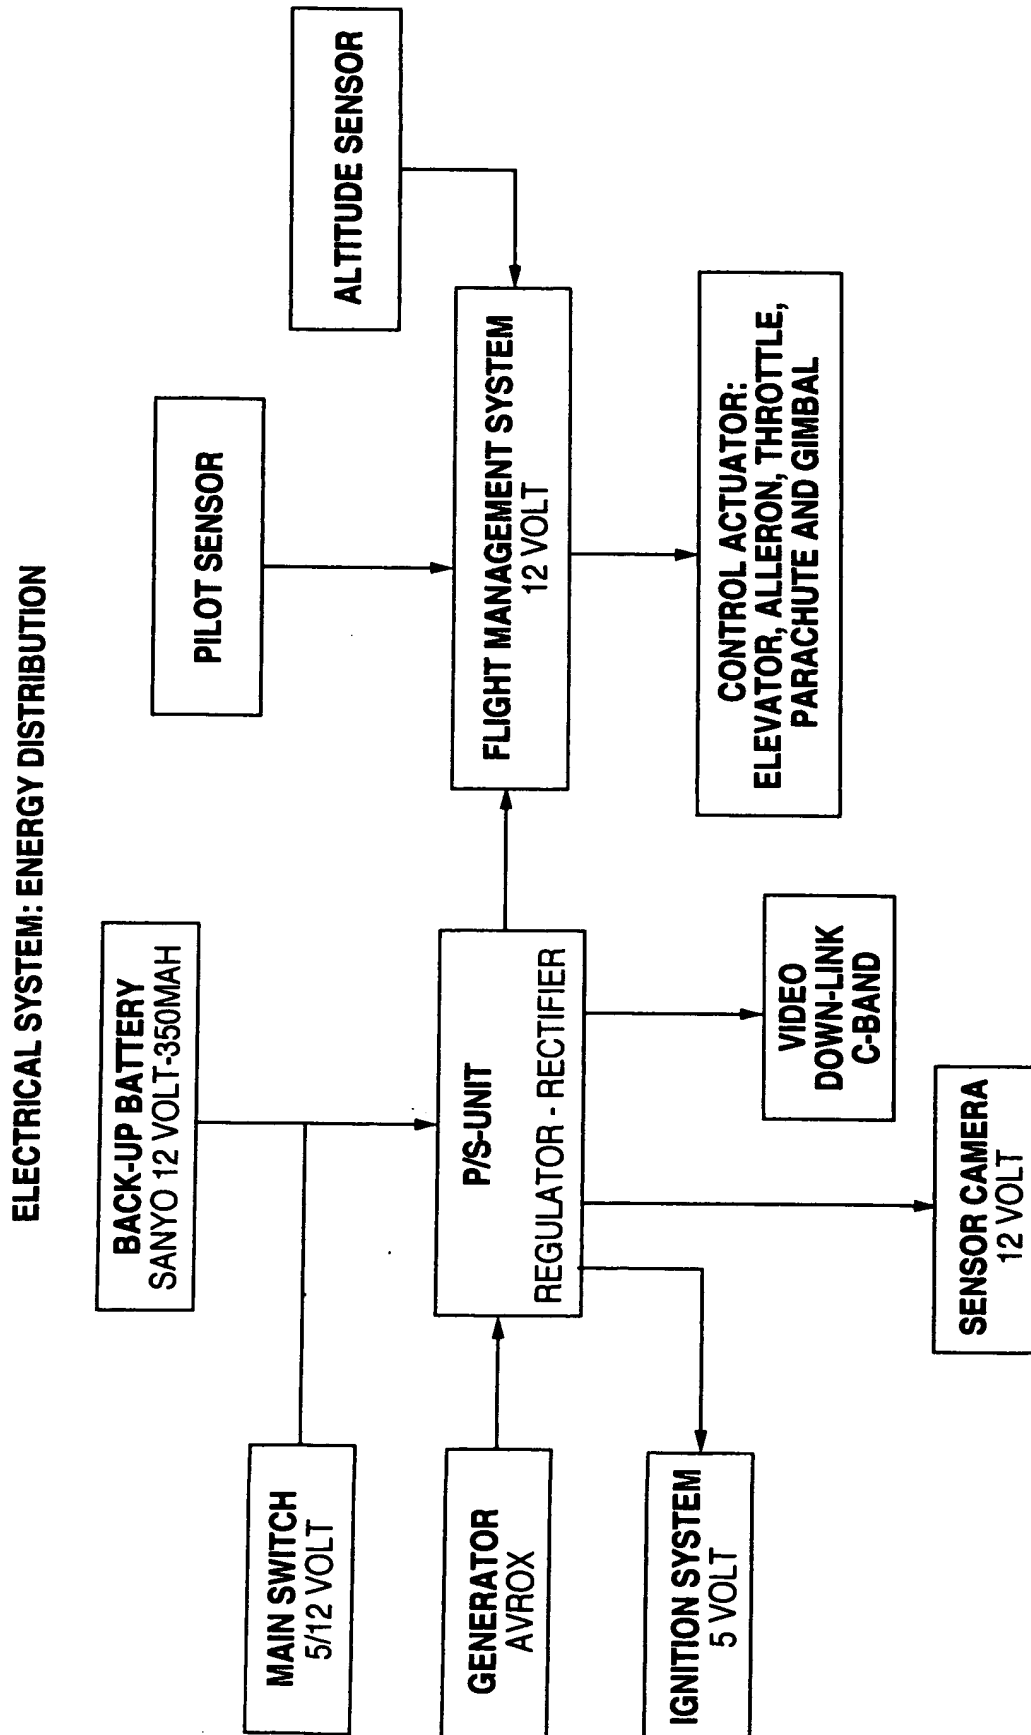 ELECTRICAL SYSTEM: ENERGY DISTRIBUTION
BACK-UP BATTERY
SANYO 12 VOLT-350MAH
PILOT SENSOR
ALTITUDE SENSOR
MAIN SWITCH
5/12 VOLT
GENERATOR
AVROX
P/S-UNIT
REGULATOR - RECTIFIER
FLIGHT MANAGEMENT SYSTEM
12 VOLT
IGNITION SYSTEM
5 VOLT
VIDEO
DOWN-LINK
C-BAND
CONTROL ACTUATOR:
ELEVATOR, ALLERON, THROTTLE,
PARACHUTE AND GIMBAL
SENSOR CAMERA
12 VOLT